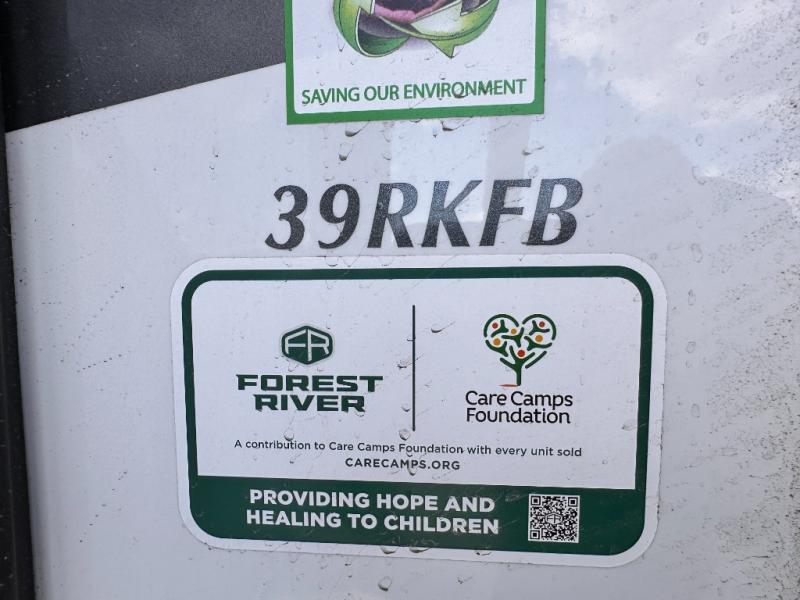 SAVING OUR ENVIRONMENT
39RKFB
FR
FOREST
RIVER
Care Camps
Foundation
A contribution to Care Camps Foundation with every unit sold
CARECAMPS.ORG
PROVIDING HOPE AND
HEALING TO CHILDREN